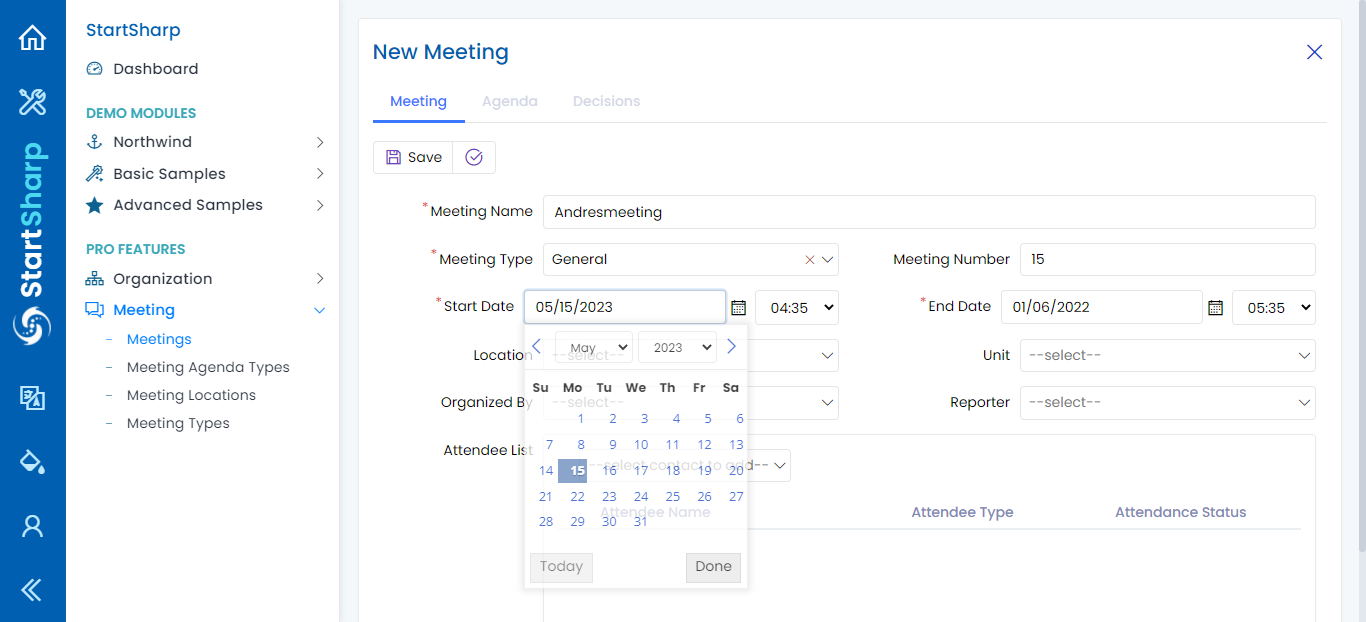 StartSharp
StartSharp
Dashboard
DEMO MODULES
Northwind
Basic Samples
Advanced Samples
PRO FEATURES
Organization
Meeting
Meetings
Meeting Agenda Types
Meeting Locations
Meeting Types
New Meeting
Meeting Agenda Decisions
Save
*Meeting Name Andresmeeting
*Meeting Type General
Meeting Number 15
*Start Date 05/15/2023 04:35
*End Date 01/06/2022 05:35
Location --select--
Unit --select--
Organized By --select--
Reporter --select--
Attendee List --select contact to add--
Attendee Name Attendee Type Attendance Status
May 2023
Su Mo Tu We Th Fr Sa
1 2 3 4 5 6
7 8 9 10 11 12 13
14 15 16 17 18 19 20
21 22 23 24 25 26 27
28 29 30 31
Today Done